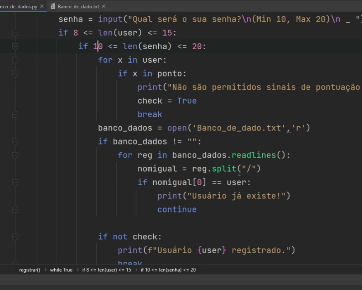 nco_de_dados.py × Banco_de_dado.txt ×
senha = input("Qual será o sua senha?\n(Min 10, Max 20)\n _ ")
if 8 <= len(user) <= 15:
if 10 <= len(senha) <= 20:
for x in user:
if x in ponto:
print("Não são permitidos sinais de pontuação
check = True
break
banco_dados = open('Banco_de_dado.txt','r')
if banco_dados != "":
for reg in banco_dados.readlines():
nomigual = reg.split("/")
if nomigual[0] == user:
print("Usuário já existe!")
continue
if not check:
print(f"Usuário {user} registrado.")
break
registrar() › while True › if 8 <= len(user) <= 15 › if 10 <= len(senha) <= 20